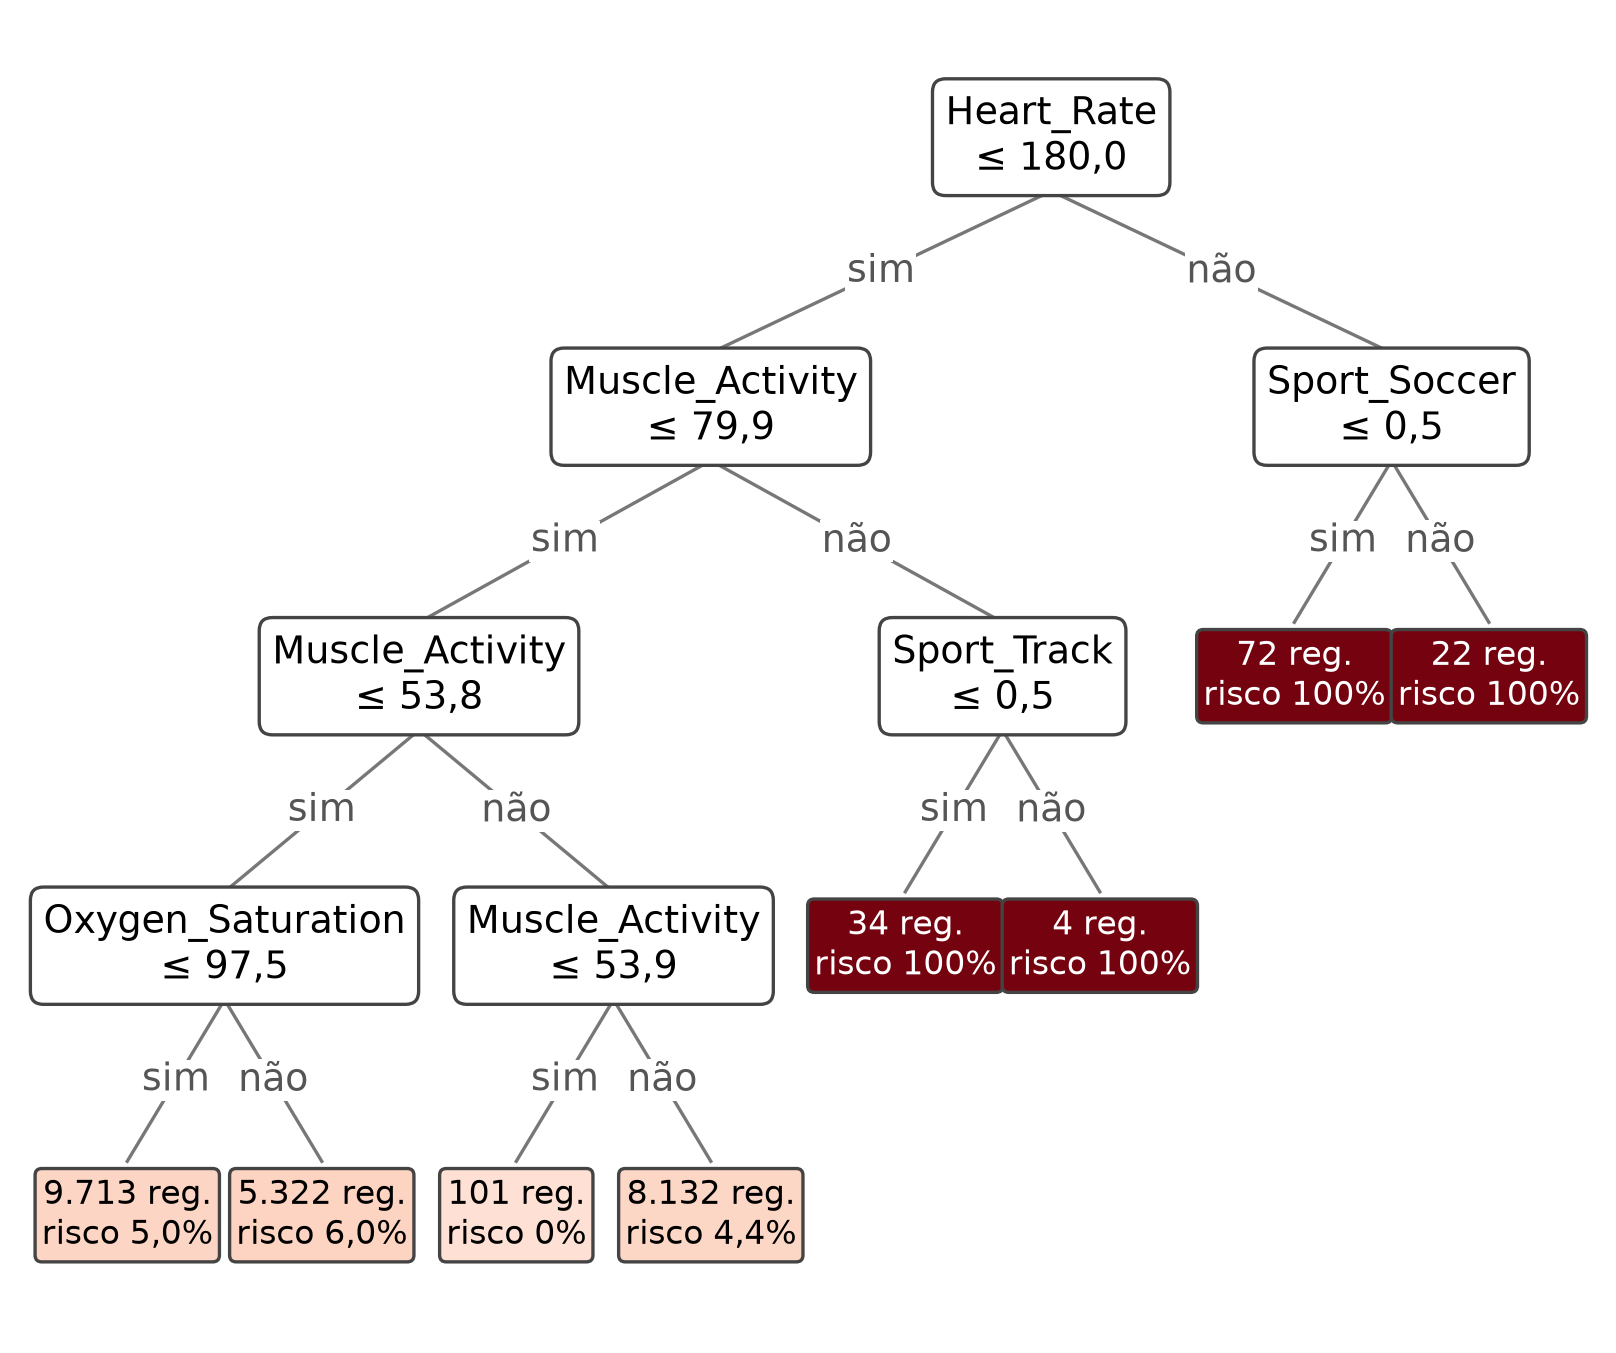 Heart_Rate
≤ 180,0
sim
não
Muscle_Activity
≤ 79,9
Sport_Soccer
≤ 0,5
sim
não
sim
não
Muscle_Activity
≤ 53,8
Sport_Track
≤ 0,5
72 reg.
risco 100%
22 reg.
risco 100%
sim
não
sim
não
Oxygen_Saturation
≤ 97,5
Muscle_Activity
≤ 53,9
34 reg.
risco 100%
4 reg.
risco 100%
sim
não
sim
não
9.713 reg.
risco 5,0%
5.322 reg.
risco 6,0%
101 reg.
risco 0%
8.132 reg.
risco 4,4%